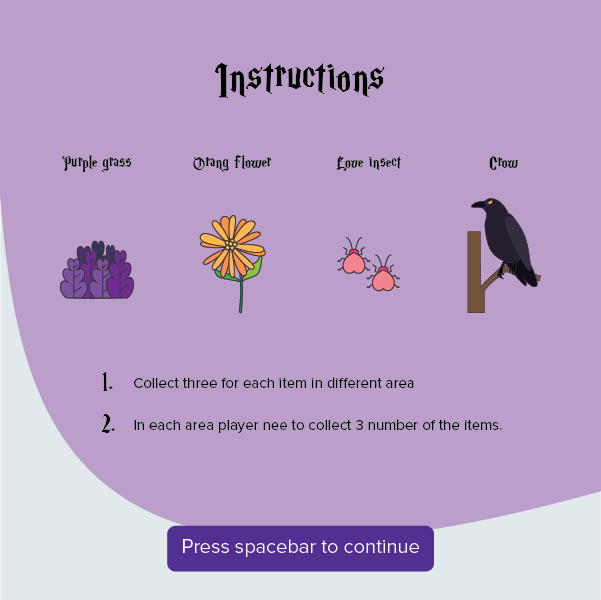 Instructions
Purple grass
Orang flower
Love insect
Crow
1. Collect three for each item in different area
2. In each area player nee to collect 3 number of the items.
Press spacebar to continue